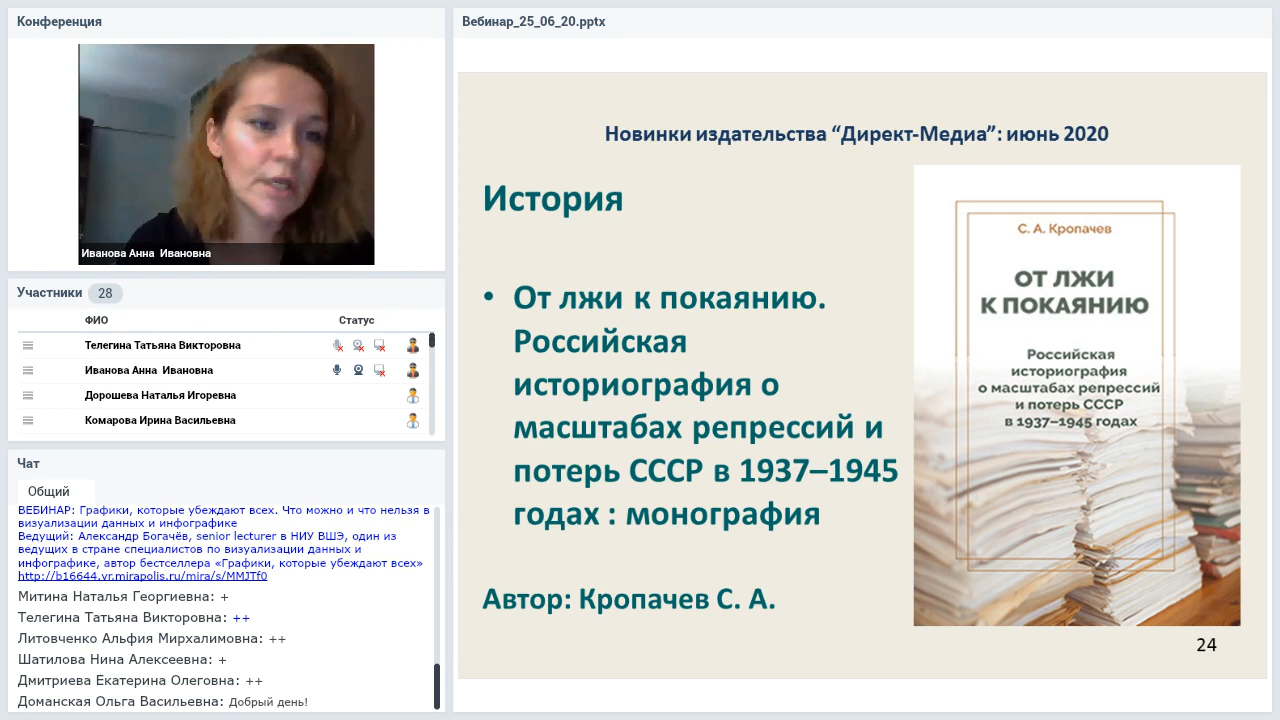 Конференция
Иванова Анна  Ивановна
Участники 28
ФИО Статус
Телегина Татьяна Викторовна
Иванова Анна  Ивановна
Дорошева Наталья Игоревна
Комарова Ирина Васильевна
Чат
Общий
ВЕБИНАР: Графики, которые убеждают всех. Что можно и что нельзя в
визуализации данных и инфографике
Ведущий: Александр Богачёв, senior lecturer в НИУ ВШЭ, один из
ведущих в стране специалистов по визуализации данных и
инфографике, автор бестселлера «Графики, которые убеждают всех»
http://b16644.vr.mirapolis.ru/mira/s/MMJTf0
Митина Наталья Георгиевна: +
Телегина Татьяна Викторовна: ++
Литовченко Альфия Мирхалимовна: ++
Шатилова Нина Алексеевна: +
Дмитриева Екатерина Олеговна: ++
Доманская Ольга Васильевна: Добрый день!
Вебинар_25_06_20.pptx
Новинки издательства “Директ-Медиа”: июнь 2020
История
• От лжи к покаянию.
Российская
историография о
масштабах репрессий и
потерь СССР в 1937–1945
годах : монография
Автор: Кропачев С. А.
С. А. Кропачев
ОТ ЛЖИ
К ПОКАЯНИЮ
Российская
историография
о масштабах репрессий
и потерь СССР
в 1937–1945 годах
24